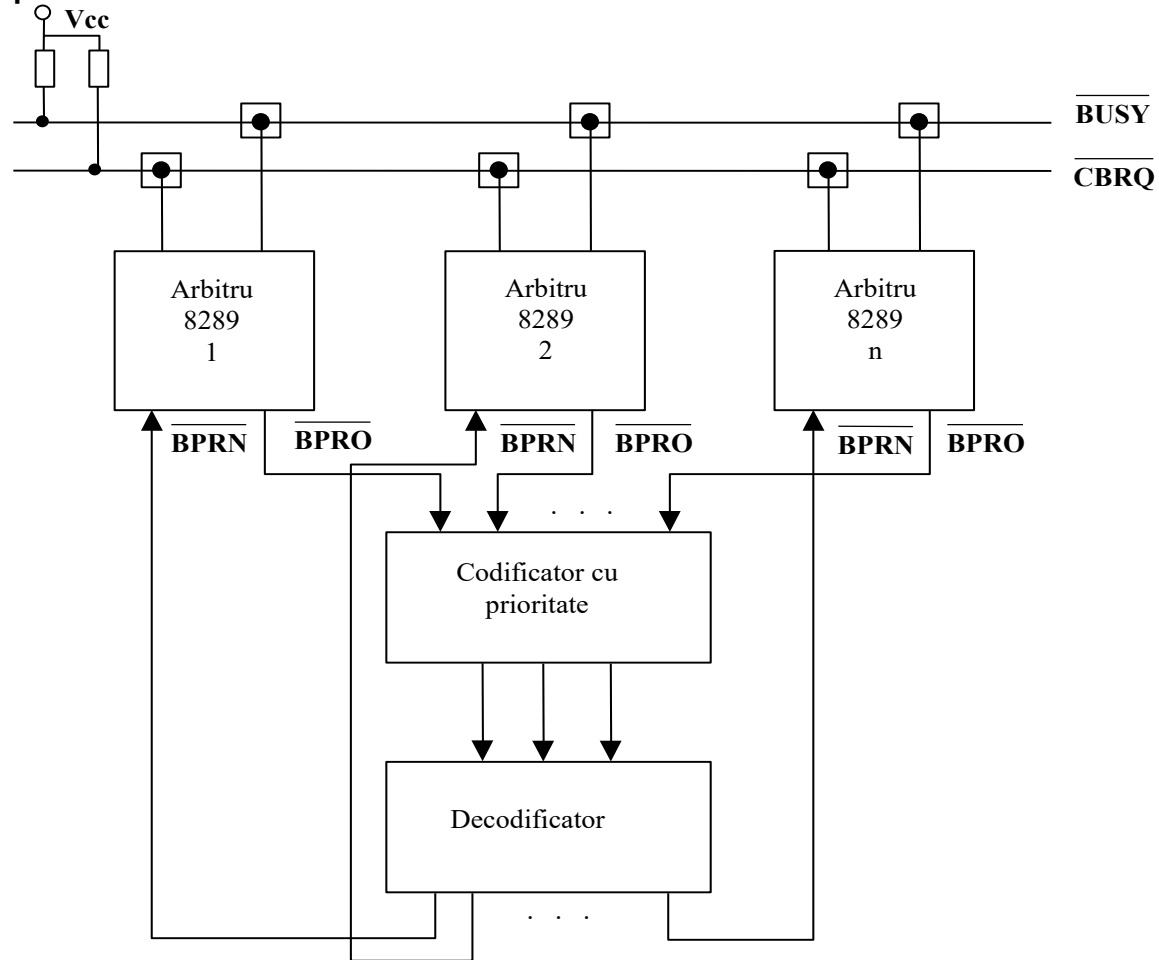 Vcc
BUSY
CBRQ
Arbitru
8289
1
Arbitru
8289
2
Arbitru
8289
n
BPRN
BPRO
BPRN
BPRO
BPRN
BPRO
. . .
Codificator cu
prioritate
Decodificator
. . .